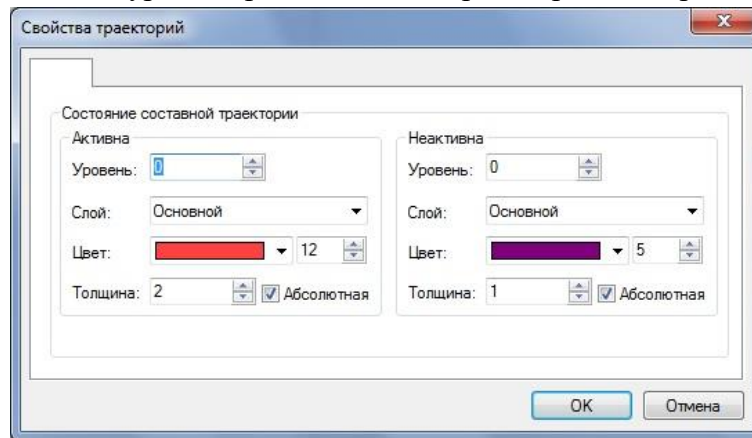 Свойства траекторий
Состояние составной траектории
Активна
Уровень: 0
Слой: Основной
Цвет: 12
Толщина: 2 Абсолютная
Неактивна
Уровень: 0
Слой: Основной
Цвет: 5
Толщина: 1 Абсолютная
OK Отмена